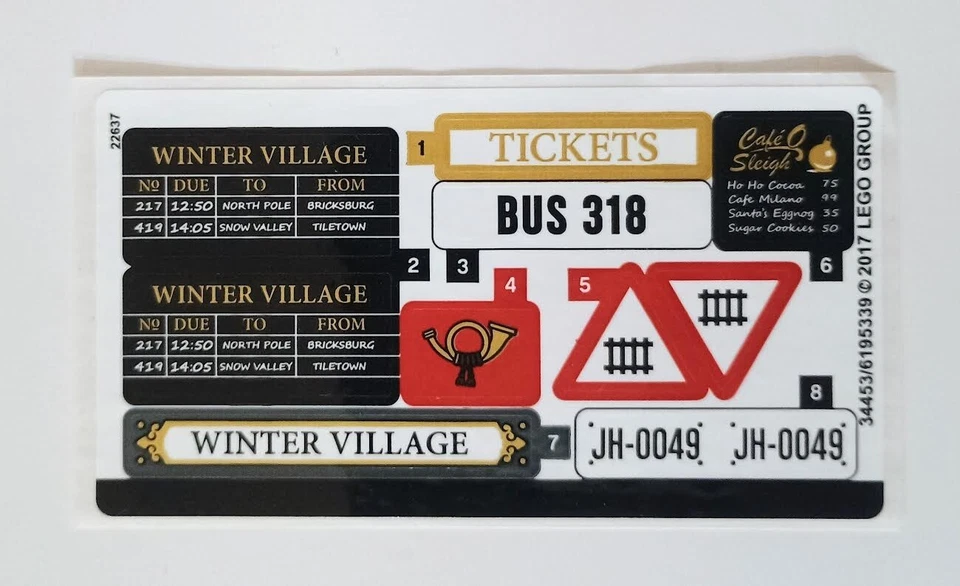 22637
WINTER VILLAGE
Nº DUE TO FROM
217 12:50 NORTH POLE BRICKSBURG
419 14:05 SNOW VALLEY TILETOWN
1
TICKETS
BUS 318
Café
Sleigh
Ho Ho Cocoa 75
Cafe Milano 99
Santa's Eggnog 35
Sugar Cookies 50
2
3
6
WINTER VILLAGE
Nº DUE TO FROM
217 12:50 NORTH POLE BRICKSBURG
419 14:05 SNOW VALLEY TILETOWN
4
5
8
WINTER VILLAGE
7
JH-0049 JH-0049
34453/6195339 © 2017 LEGO GROUP